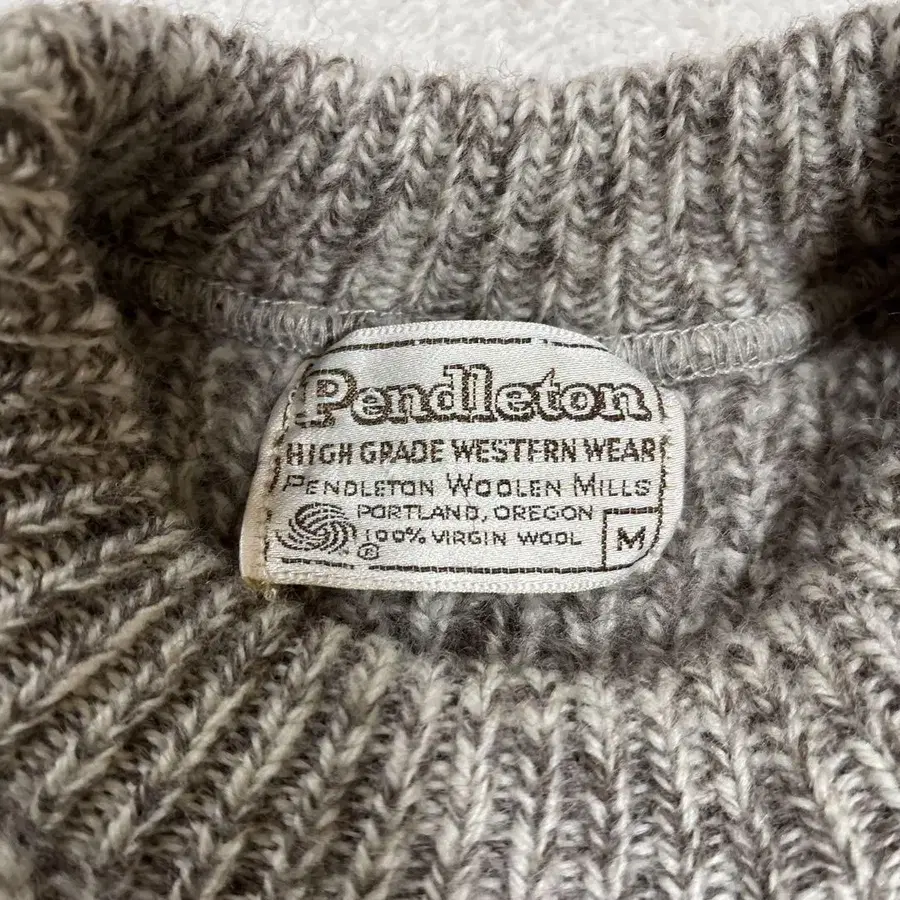 Pendleton
HIGH GRADE WESTERN WEAR
PENDLETON WOOLEN MILLS
PORTLAND, OREGON
® 100% VIRGIN WOOL
M